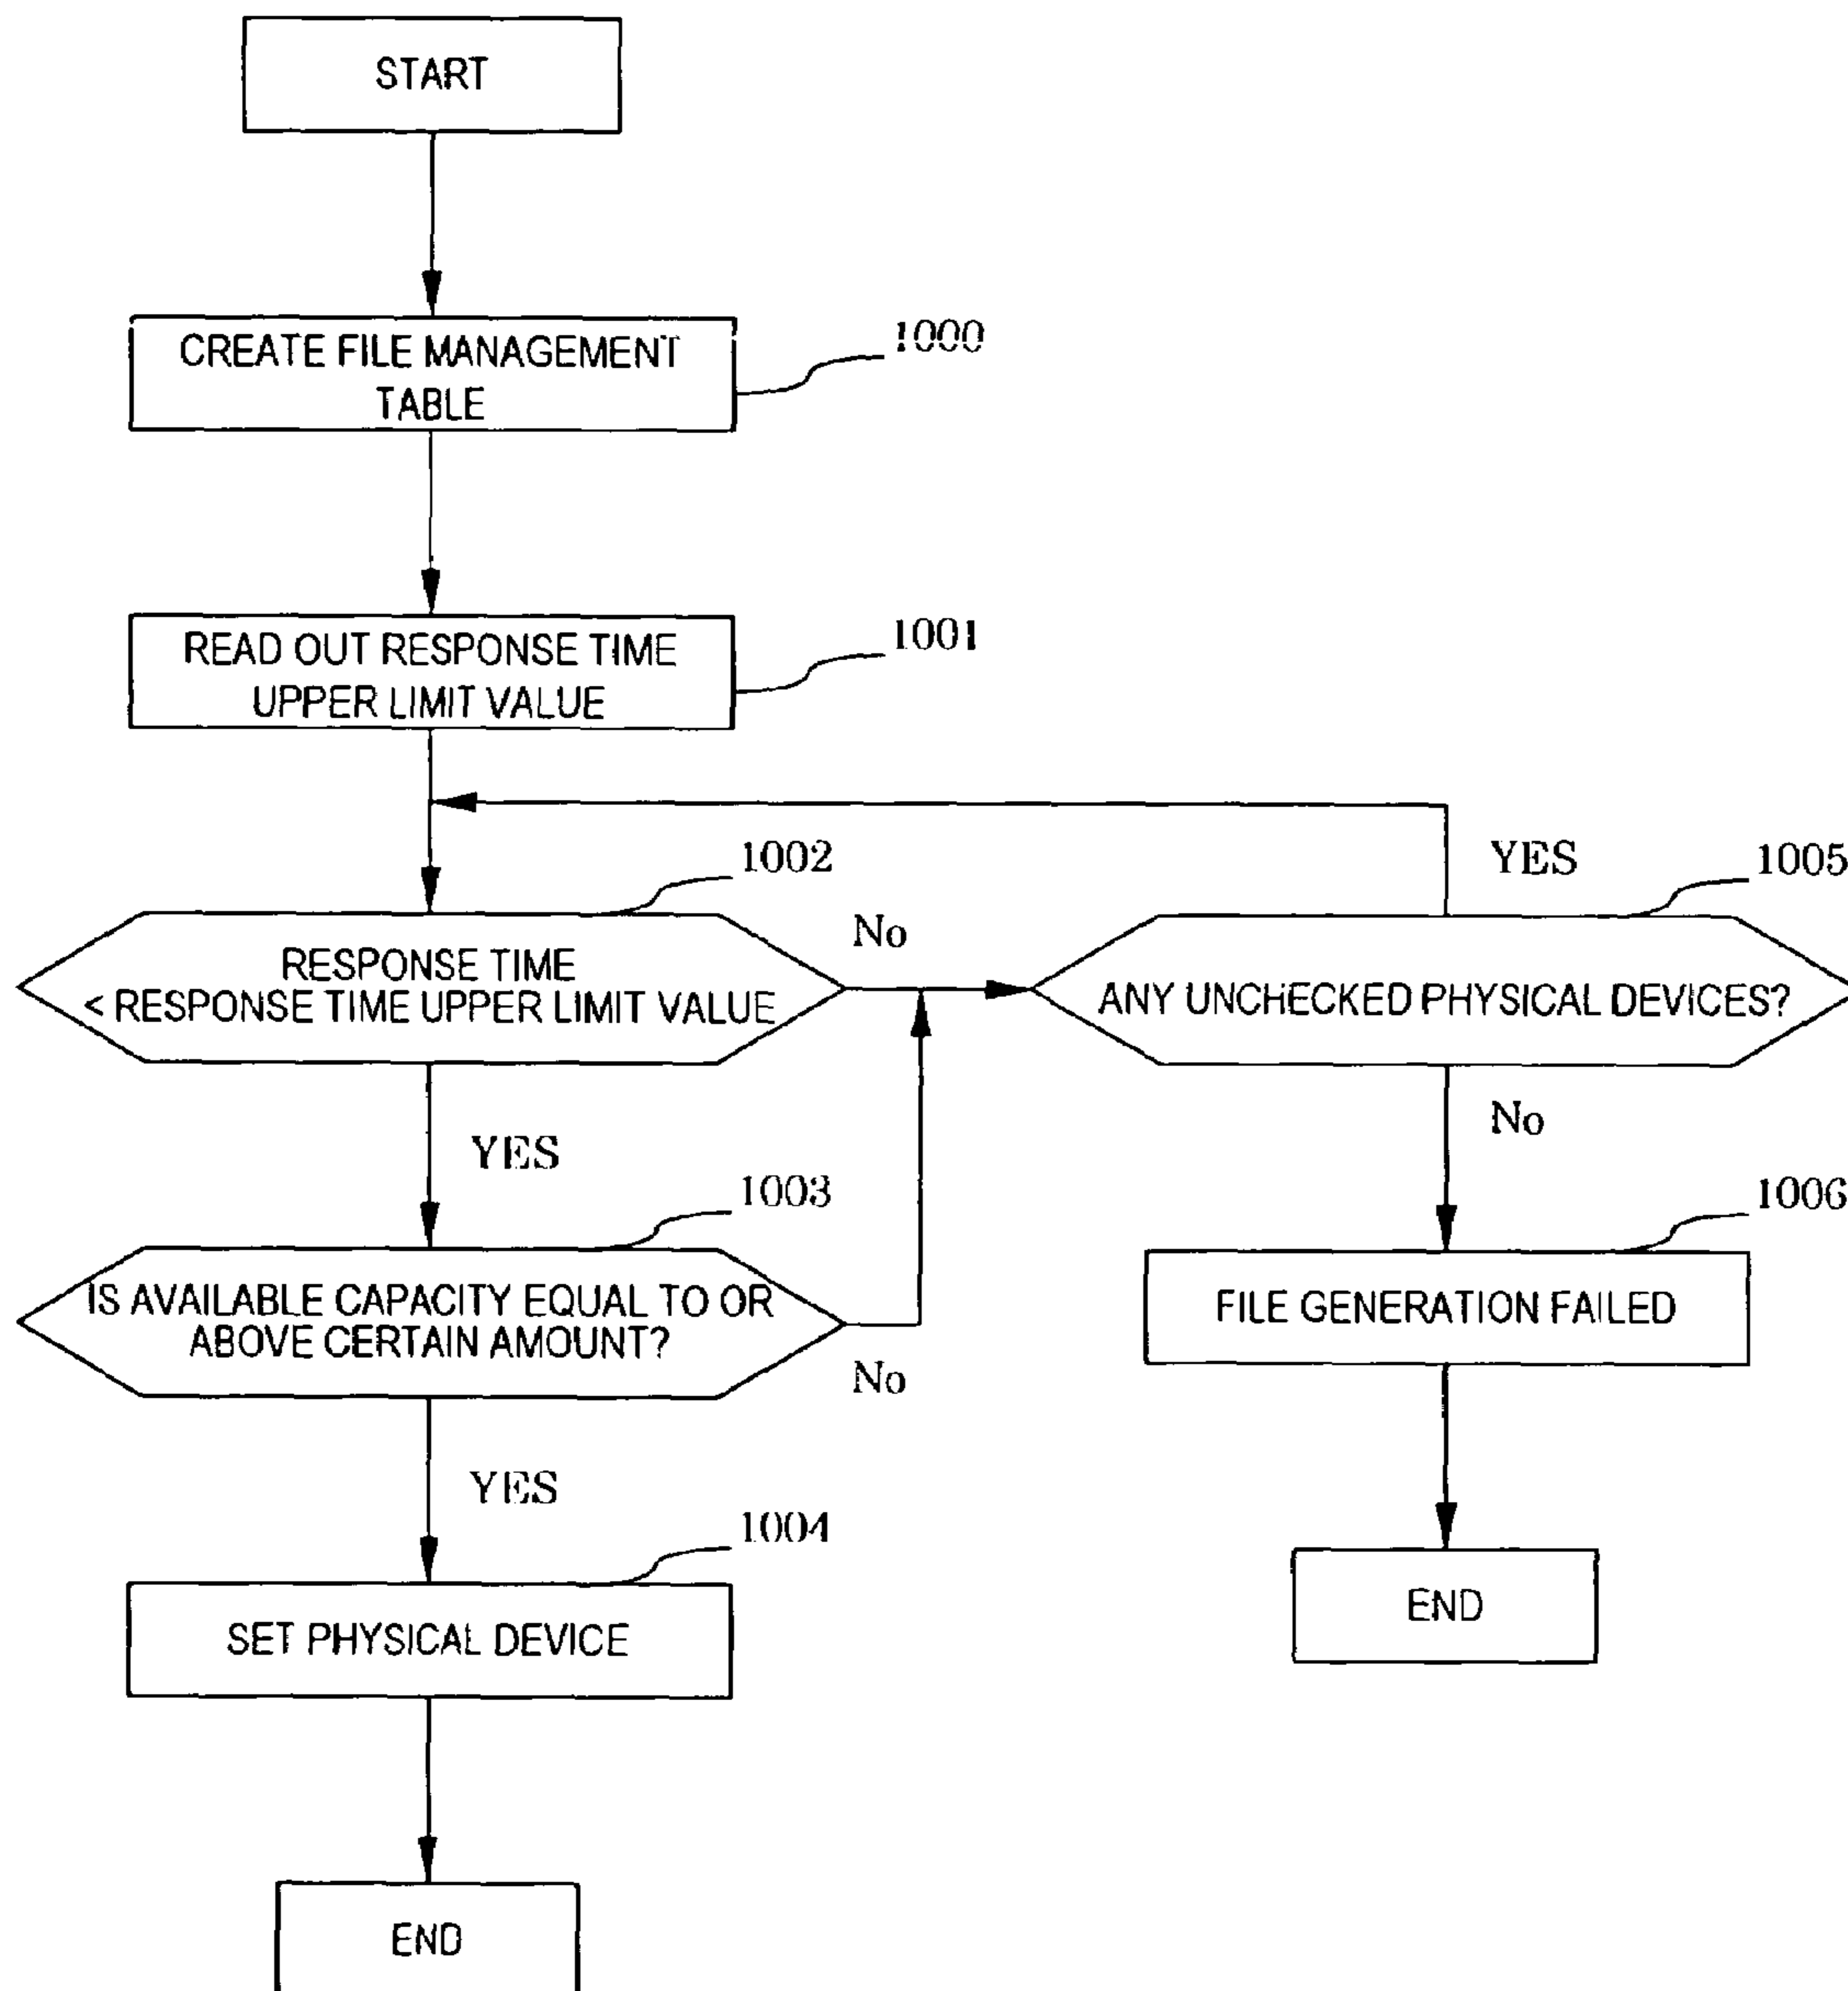 START
CREATE FILE MANAGEMENT
TABLE
1000
READ OUT RESPONSE TIME
UPPER LIMIT VALUE
1001
1002
RESPONSE TIME
< RESPONSE TIME UPPER LIMIT VALUE
No
YES
1005
ANY UNCHECKED PHYSICAL DEVICES?
YES
No
1003
IS AVAILABLE CAPACITY EQUAL TO OR
ABOVE CERTAIN AMOUNT?
No
1006
FILE GENERATION FAILED
YES
1004
SET PHYSICAL DEVICE
END
END